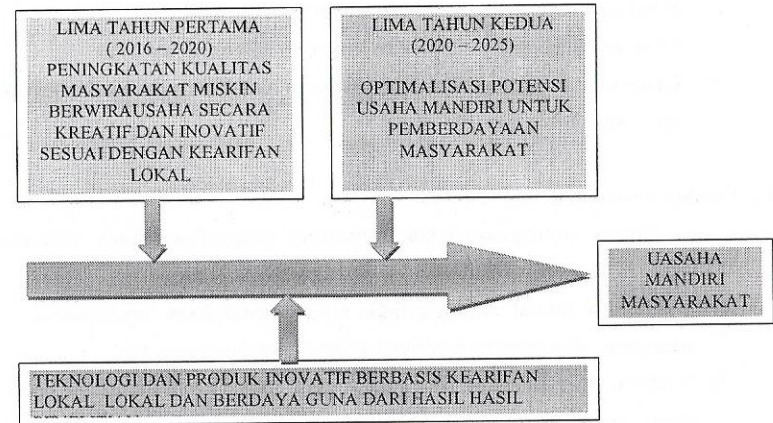 LIMA TAHUN PERTAMA
( 2016 – 2020)
PENINGKATAN KUALITAS
MASYARAKAT MISKIN
BERWIRAUSAHA SECARA
KREATIF DAN INOVATIF
SESUAI DENGAN KEARIFAN
LOKAL
LIMA TAHUN KEDUA
(2020 – 2025)
OPTIMALISASI POTENSI
USAHA MANDIRI UNTUK
PEMBERDAYAAN
MASYARAKAT
UASAHA
MANDIRI
MASYARAKAT
TEKNOLOGI DAN PRODUK INOVATIF BERBASIS KEARIFAN
LOKAL LOKAL DAN BERDAYA GUNA DARI HASIL HASIL